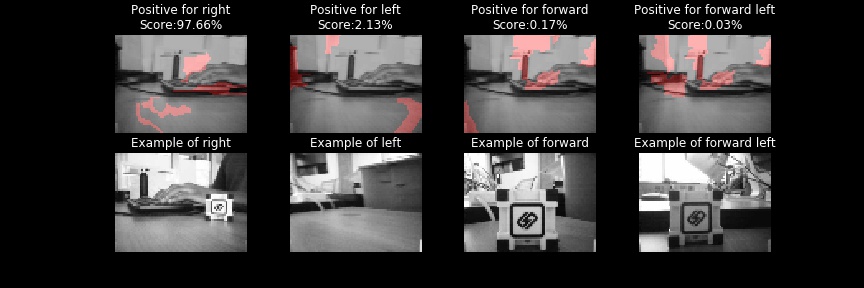 Positive for right
Score:97.66%
Positive for left
Score:2.13%
Positive for forward
Score:0.17%
Positive for forward left
Score:0.03%
Example of right
Example of left
Example of forward
Example of forward left